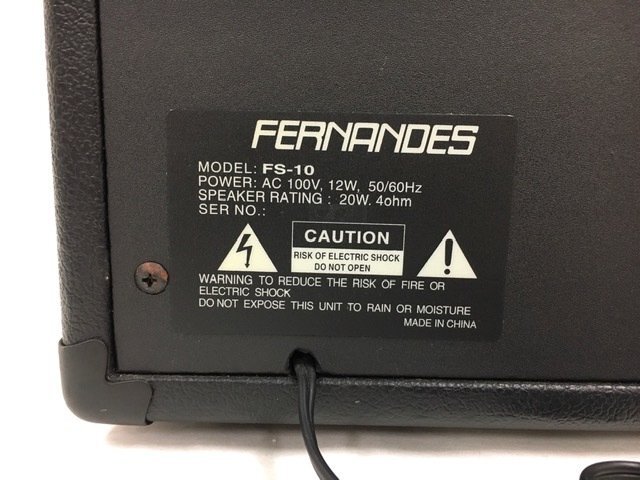 FERNANDES
MODEL: FS-10
POWER: AC 100V, 12W, 50/60Hz
SPEAKER RATING : 20W. 4ohm
SER NO.:
CAUTION
RISK OF ELECTRIC SHOCK
DO NOT OPEN
WARNING TO REDUCE THE RISK OF FIRE OR
ELECTRIC SHOCK
DO NOT EXPOSE THIS UNIT TO RAIN OR MOISTURE
MADE IN CHINA